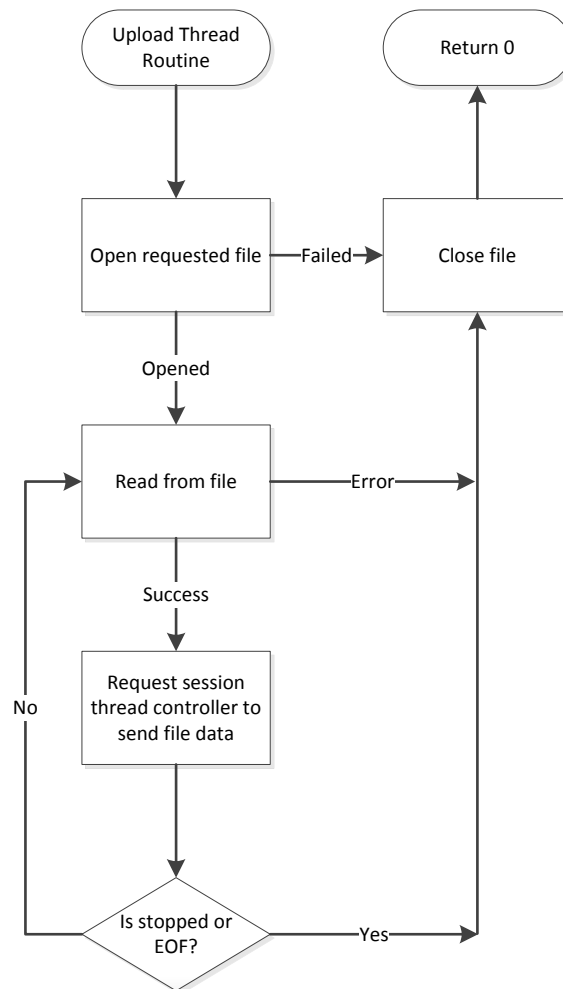 Upload Thread
Routine
Return 0
Open requested file
Failed
Close file
Opened
Read from file
Error
Success
Request session
thread controller to
send file data
No
Is stopped or
EOF?
Yes